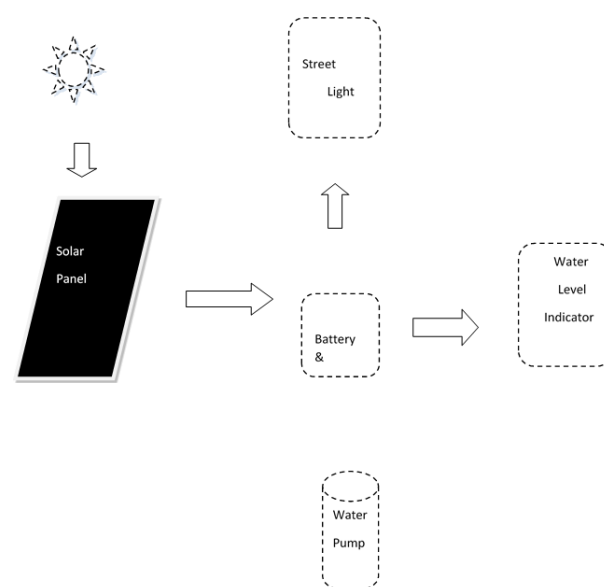 Street
Light
Solar
Panel
Water
Level
Indicator
Battery
&
Water
Pump